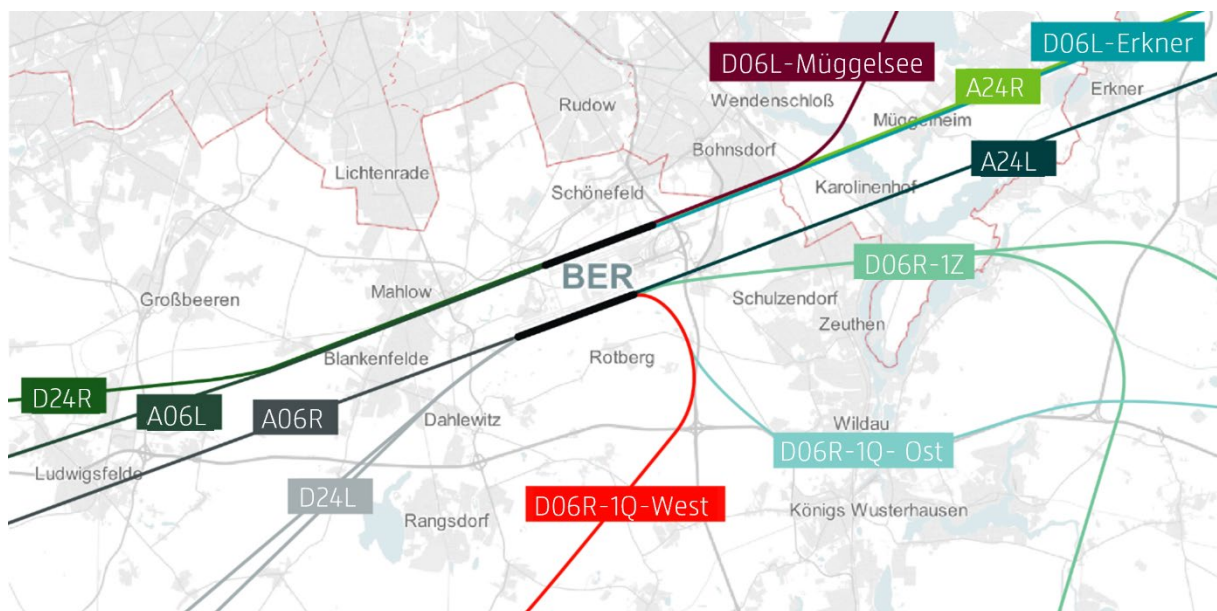 D06L-Erkner
D06L-Müggelsee
A24R
Erkner
Rudow
Wendenschloß
Müggelheim
Bohnsdorf
A24L
Lichtenrade
Schönefeld
Karolinenhof
BER
D06R-1Z
Mahlow
Großbeeren
Schulzendorf
Zeuthen
Blankenfelde
Rotberg
D24R
A06L
A06R
Dahlewitz
Wildau
D06R-1Q- Ost
Ludwigsfelde
D24L
D06R-1Q-West
Rangsdorf
Königs Wusterhausen